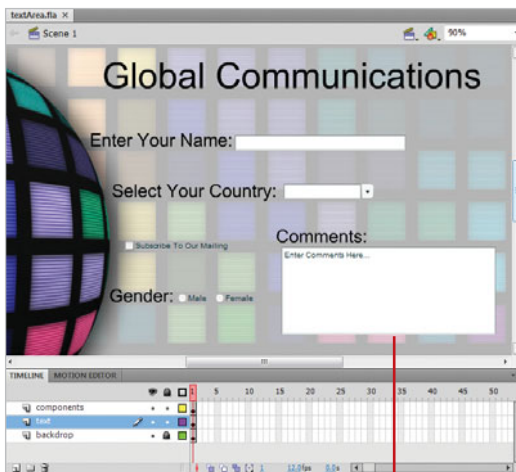 textArea.fla ×
Scene 1
90%
Global Communications
Enter Your Name:
Select Your Country:
Subscribe To Our Mailing
Comments:
Enter Comments Here...
Gender: Male Female
TIMELINE MOTION EDITOR
1 5 10 15 20 25 30 35 40 45 50
components
text
backdrop
1 12.0fps 0.0s